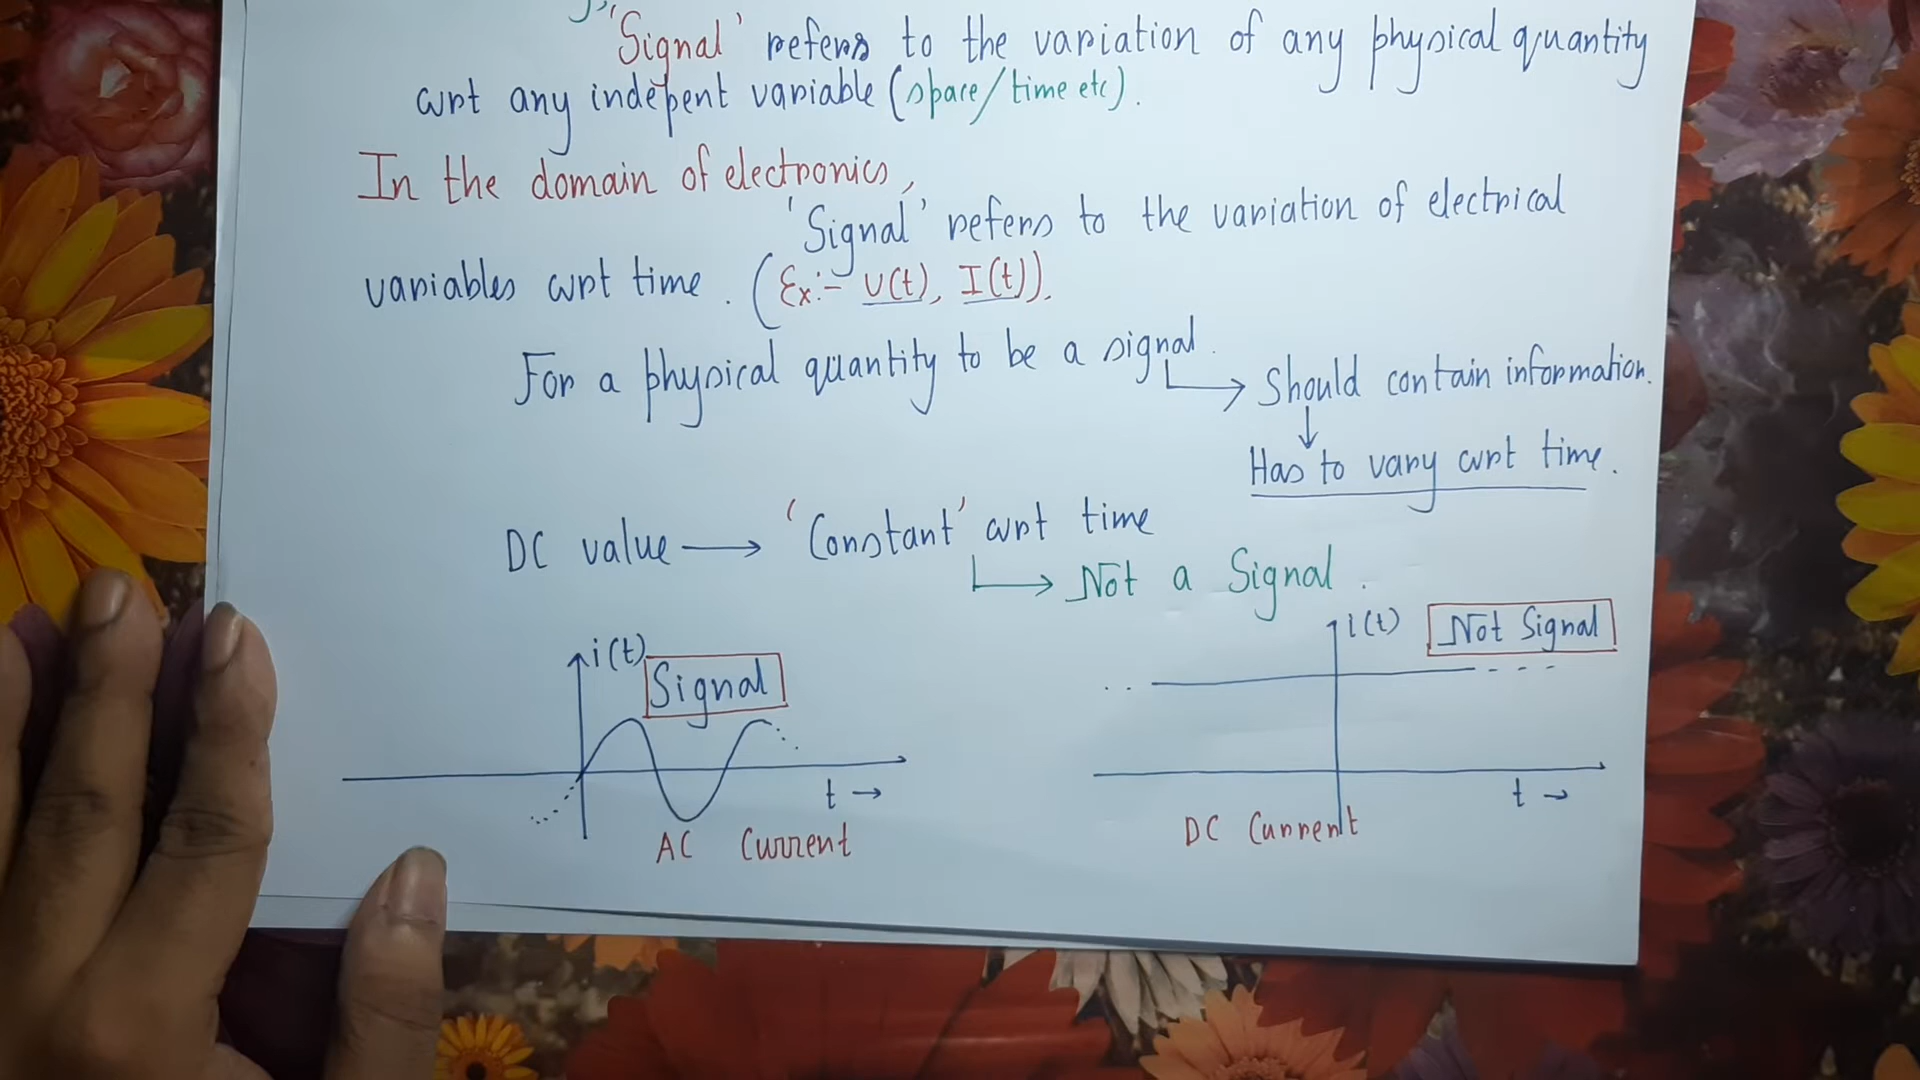 'Signal' refers to the variation of any physical quantity
wrt any indepent variable (space/time etc).
In the domain of electronics,
'Signal' refers to the variation of electrical
variables wrt time. (Ex:- v(t), I(t)).
For a physical quantity to be a signal.
→ Should contain information.
↓
Has to vary wrt time.
DC value → 'Constant' wrt time
→ Not a Signal.
i(t)
Signal
t →
AC Current
i(t)
Not Signal
t →
DC Current